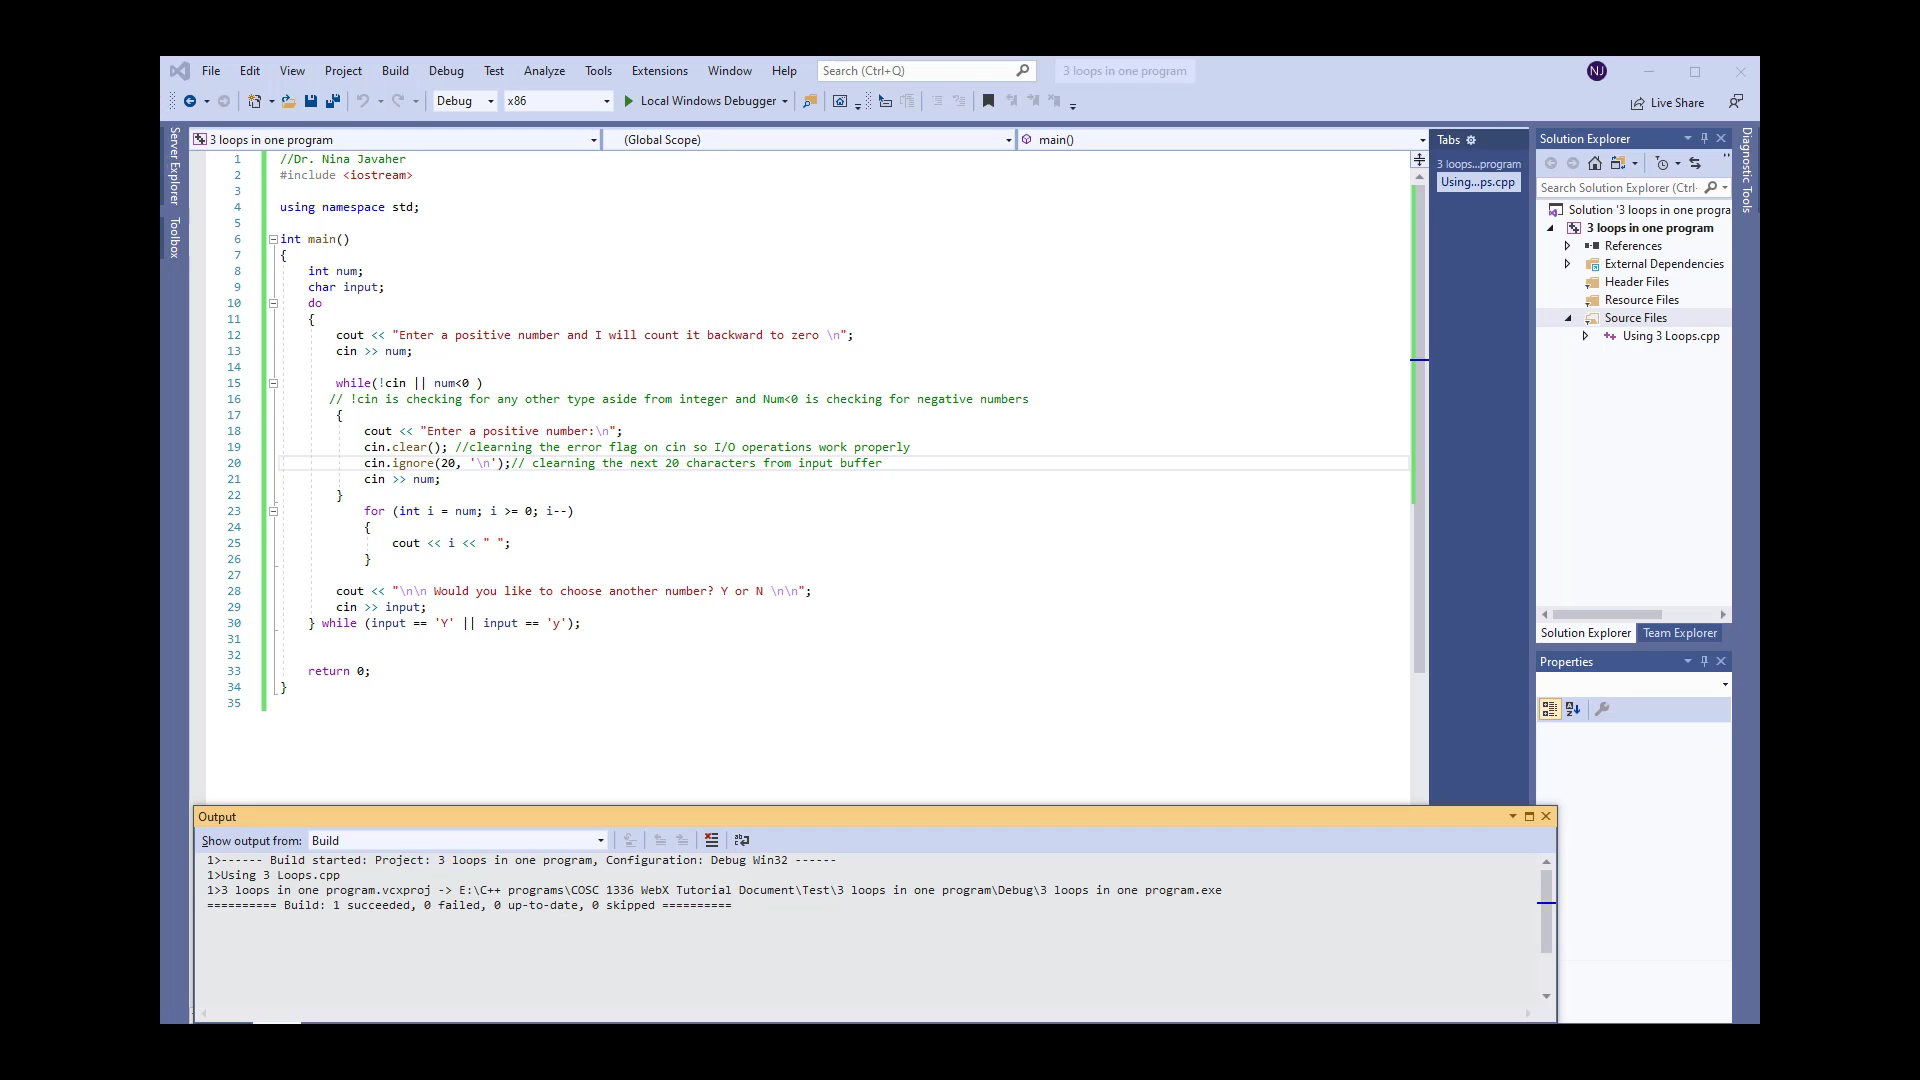 File Edit View Project Build Debug Test Analyze Tools Extensions Window Help Search (Ctrl+Q) 3 loops in one program NJ
Debug x86 Local Windows Debugger Live Share
Server Explorer
Toolbox
3 loops in one program (Global Scope) main()
1 //Dr. Nina Javaher
2 #include <iostream>
3
4 using namespace std;
5
6 int main()
7 {
8 int num;
9 char input;
10 do
11 {
12 cout << "Enter a positive number and I will count it backward to zero \n";
13 cin >> num;
14
15 while(!cin || num<0 )
16 // !cin is checking for any other type aside from integer and Num<0 is checking for negative numbers
17 {
18 cout << "Enter a positive number:\n";
19 cin.clear(); //clearning the error flag on cin so I/O operations work properly
20 cin.ignore(20, '\n');// clearning the next 20 characters from input buffer
21 cin >> num;
22 }
23 for (int i = num; i >= 0; i--)
24 {
25 cout << i << " ";
26 }
27
28 cout << "\n\n Would you like to choose another number? Y or N \n\n";
29 cin >> input;
30 } while (input == 'Y' || input == 'y');
31
32
33 return 0;
34 }
35
Tabs
3 loops...program
Using...ps.cpp
Solution Explorer
Search Solution Explorer (Ctrl
Solution '3 loops in one progra
3 loops in one program
References
External Dependencies
Header Files
Resource Files
Source Files
Using 3 Loops.cpp
Solution Explorer Team Explorer
Properties
Diagnostic Tools
Output
Show output from: Build
1>------ Build started: Project: 3 loops in one program, Configuration: Debug Win32 ------
1>Using 3 Loops.cpp
1>3 loops in one program.vcxproj -> E:\C++ programs\COSC 1336 WebX Tutorial Document\Test\3 loops in one program\Debug\3 loops in one program.exe
========== Build: 1 succeeded, 0 failed, 0 up-to-date, 0 skipped ==========